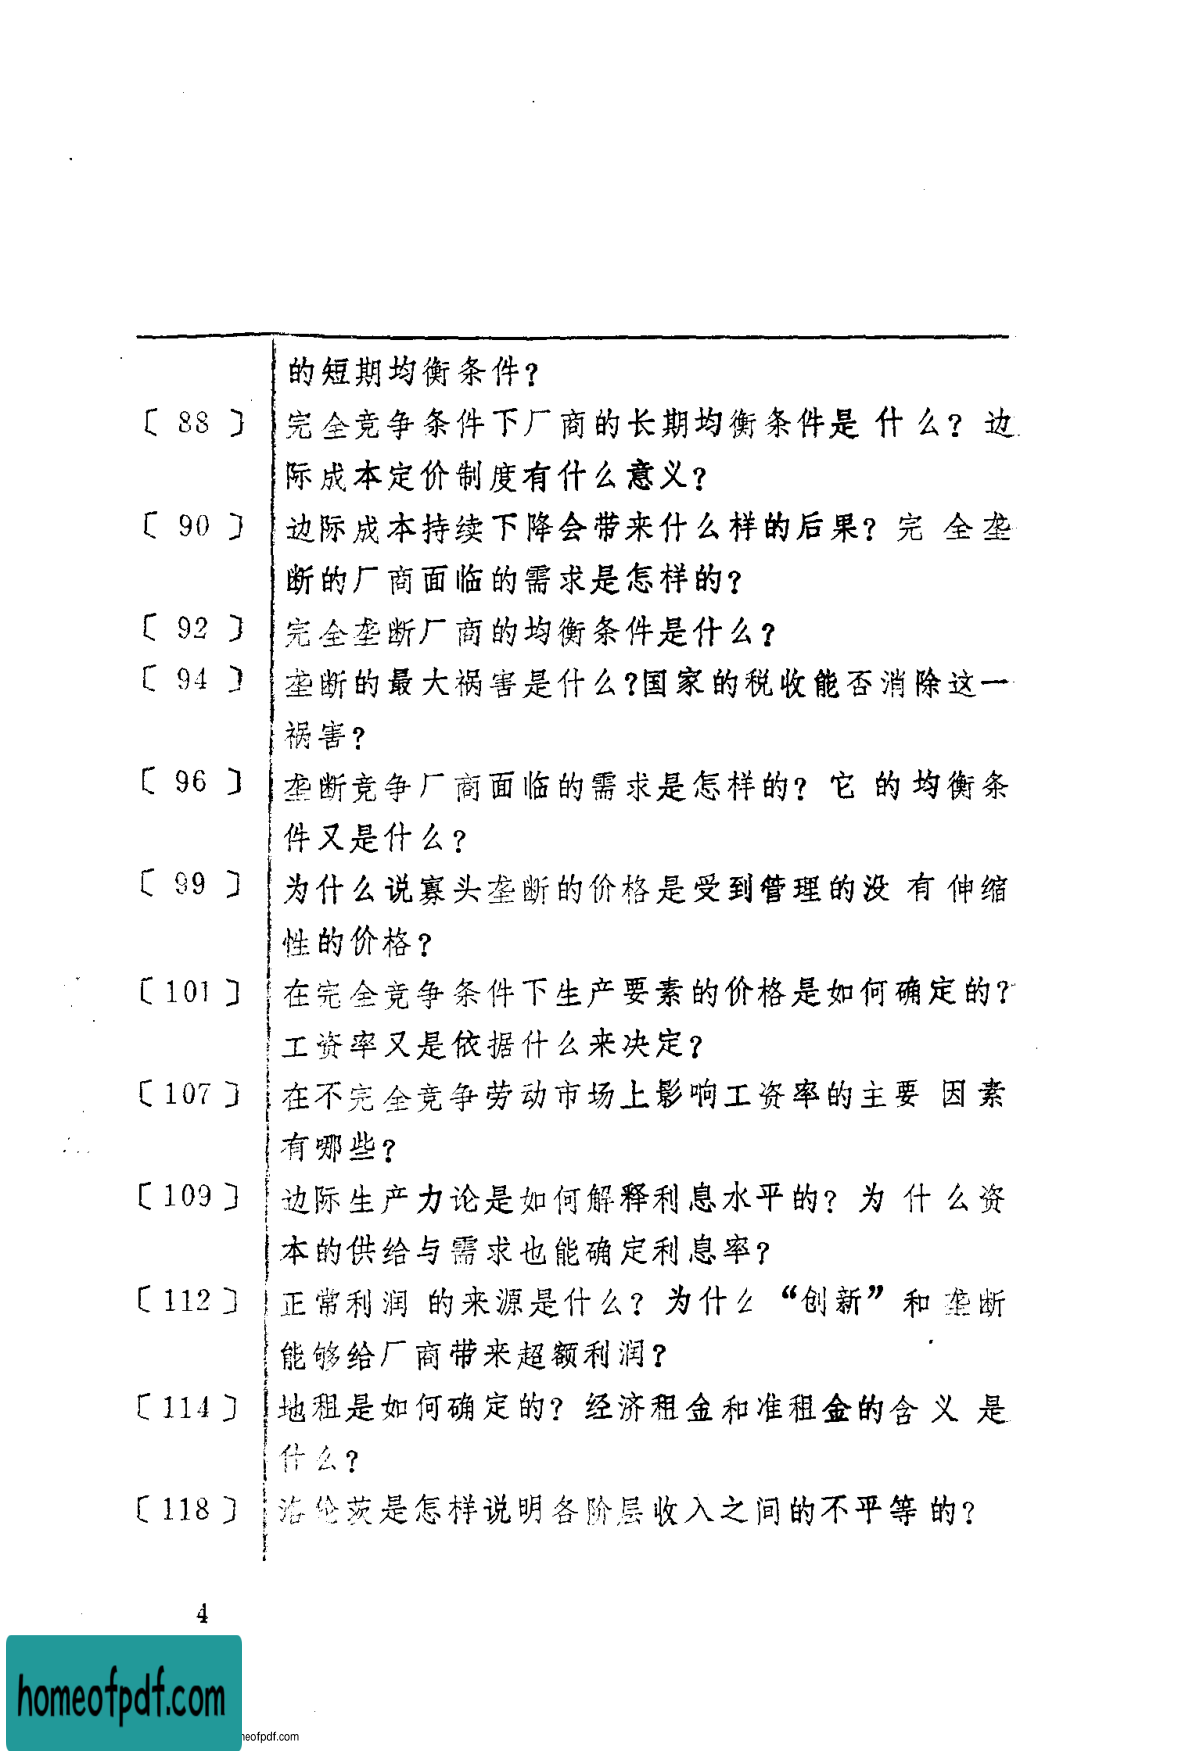 的短期均衡条件?
〔 88 〕 完全竞争条件下厂商的长期均衡条件是什么? 边
际成本定价制度有什么意义?
〔 90 〕 边际成本持续下降会带来什么样的后果? 完全垄
断的厂商面临的需求是怎样的?
〔 92 〕 完全垄断厂商的均衡条件是什么?
〔 94 〕 垄断的最大祸害是什么?国家的税收能否消除这一
祸害?
〔 96 〕 垄断竞争厂商面临的需求是怎样的? 它的均衡条
件又是什么?
〔 99 〕 为什么说寡头垄断的价格是受到管理的没有伸缩
性的价格?
〔101〕 在完全竞争条件下生产要素的价格是如何确定的?
工资率又是依据什么来决定?
〔107〕 在不完全竞争劳动市场上影响工资率的主要因素
有哪些?
〔109〕 边际生产力论是如何解释利息水平的? 为什么资
本的供给与需求也能确定利息率?
〔112〕 正常利润的来源是什么? 为什么“创新”和垄断
能够给厂商带来超额利润?
〔114〕 地租是如何确定的? 经济租金和准租金的含义是
什么?
〔118〕 洛伦茨是怎样说明各阶层收入之间的不平等的?
4
homeofpdf.com
neofpdf.com